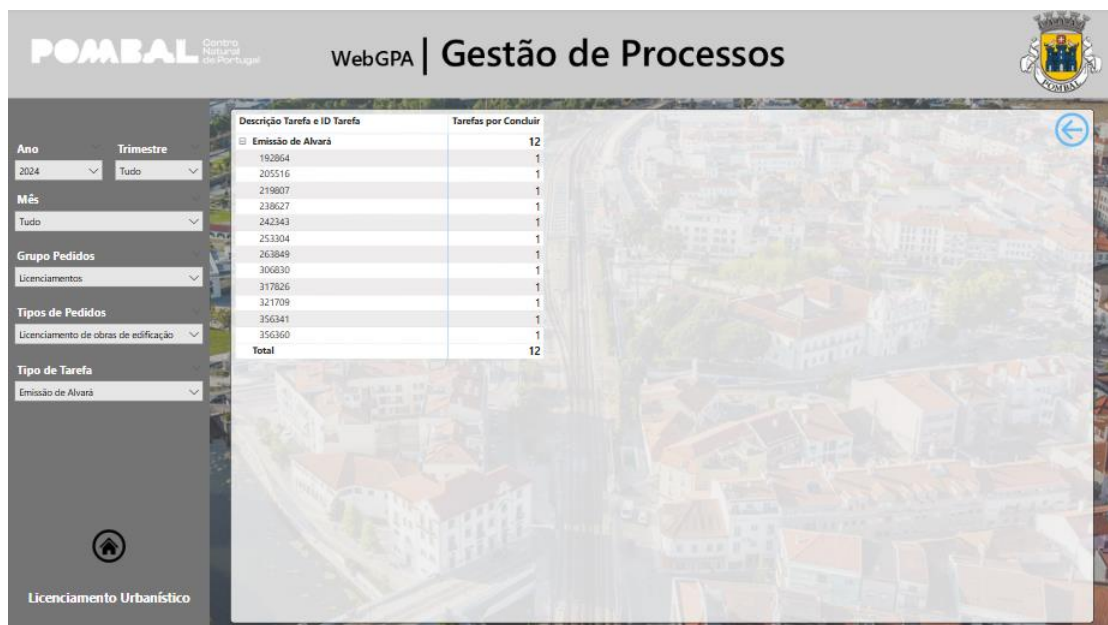 POMBAL
Centro
Natural
de Portugal
WebGPA | Gestão de Processos
POMBAL
Ano
Trimestre
2024
Tudo
Mês
Tudo
Grupo Pedidos
Licenciamentos
Tipos de Pedidos
Licenciamento de obras de edificação
Tipo de Tarefa
Emissão de Alvará
Licenciamento Urbanístico
Descrição Tarefa e ID Tarefa Tarefas por Concluir
Emissão de Alvará 12
192864 1
205516 1
219807 1
238627 1
242343 1
253304 1
263849 1
306830 1
317826 1
321709 1
356341 1
356360 1
Total 12